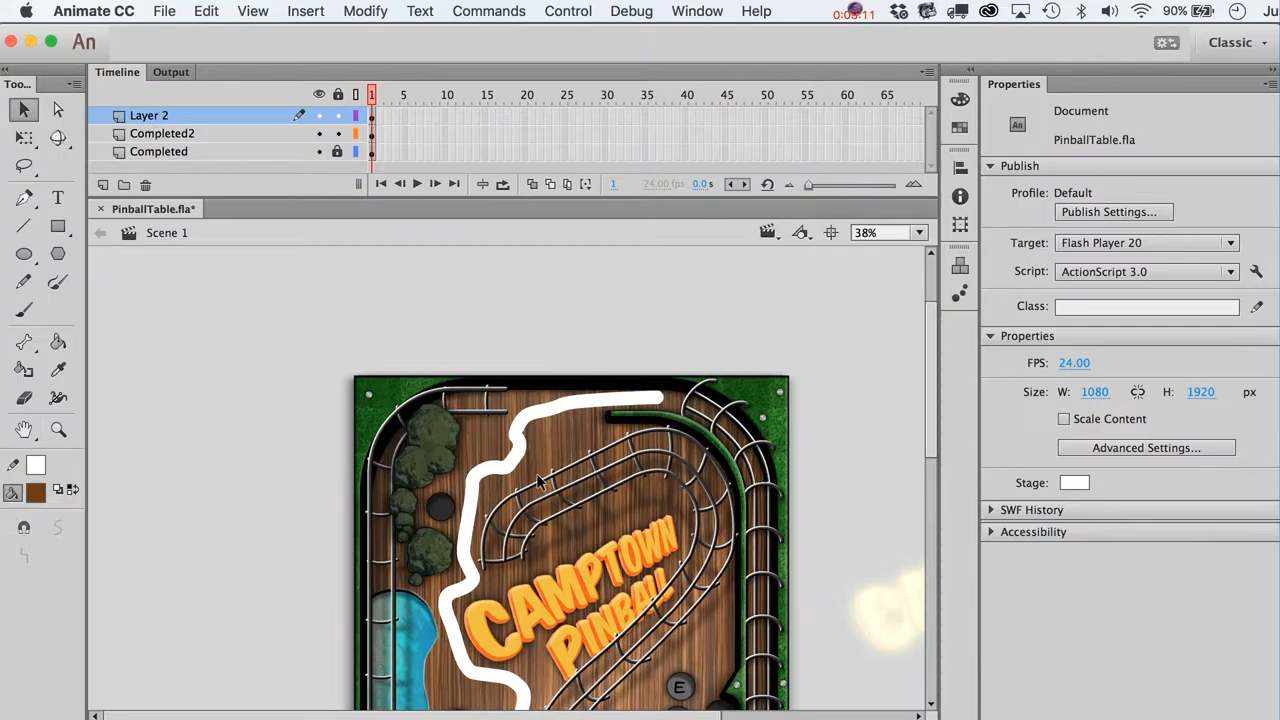 Animate CC File Edit View Insert Modify Text Commands Control Debug Window Help 90% Ju
An Classic
Too... Timeline Output Properties
1 5 10 15 20 25 30 35 40 45 50 55 60 65
Layer 2
Completed2
Completed
Document
PinballTable.fla
Publish
Profile: Default
Publish Settings...
1 24.00 fps 0.0 s
PinballTable.fla*
Scene 1 38%
Target: Flash Player 20
Script: ActionScript 3.0
Class:
Properties
FPS: 24.00
Size: W: 1080 H: 1920 px
Scale Content
Advanced Settings...
Stage:
SWF History
Accessibility
CAMPTOWN
PINBALL
E